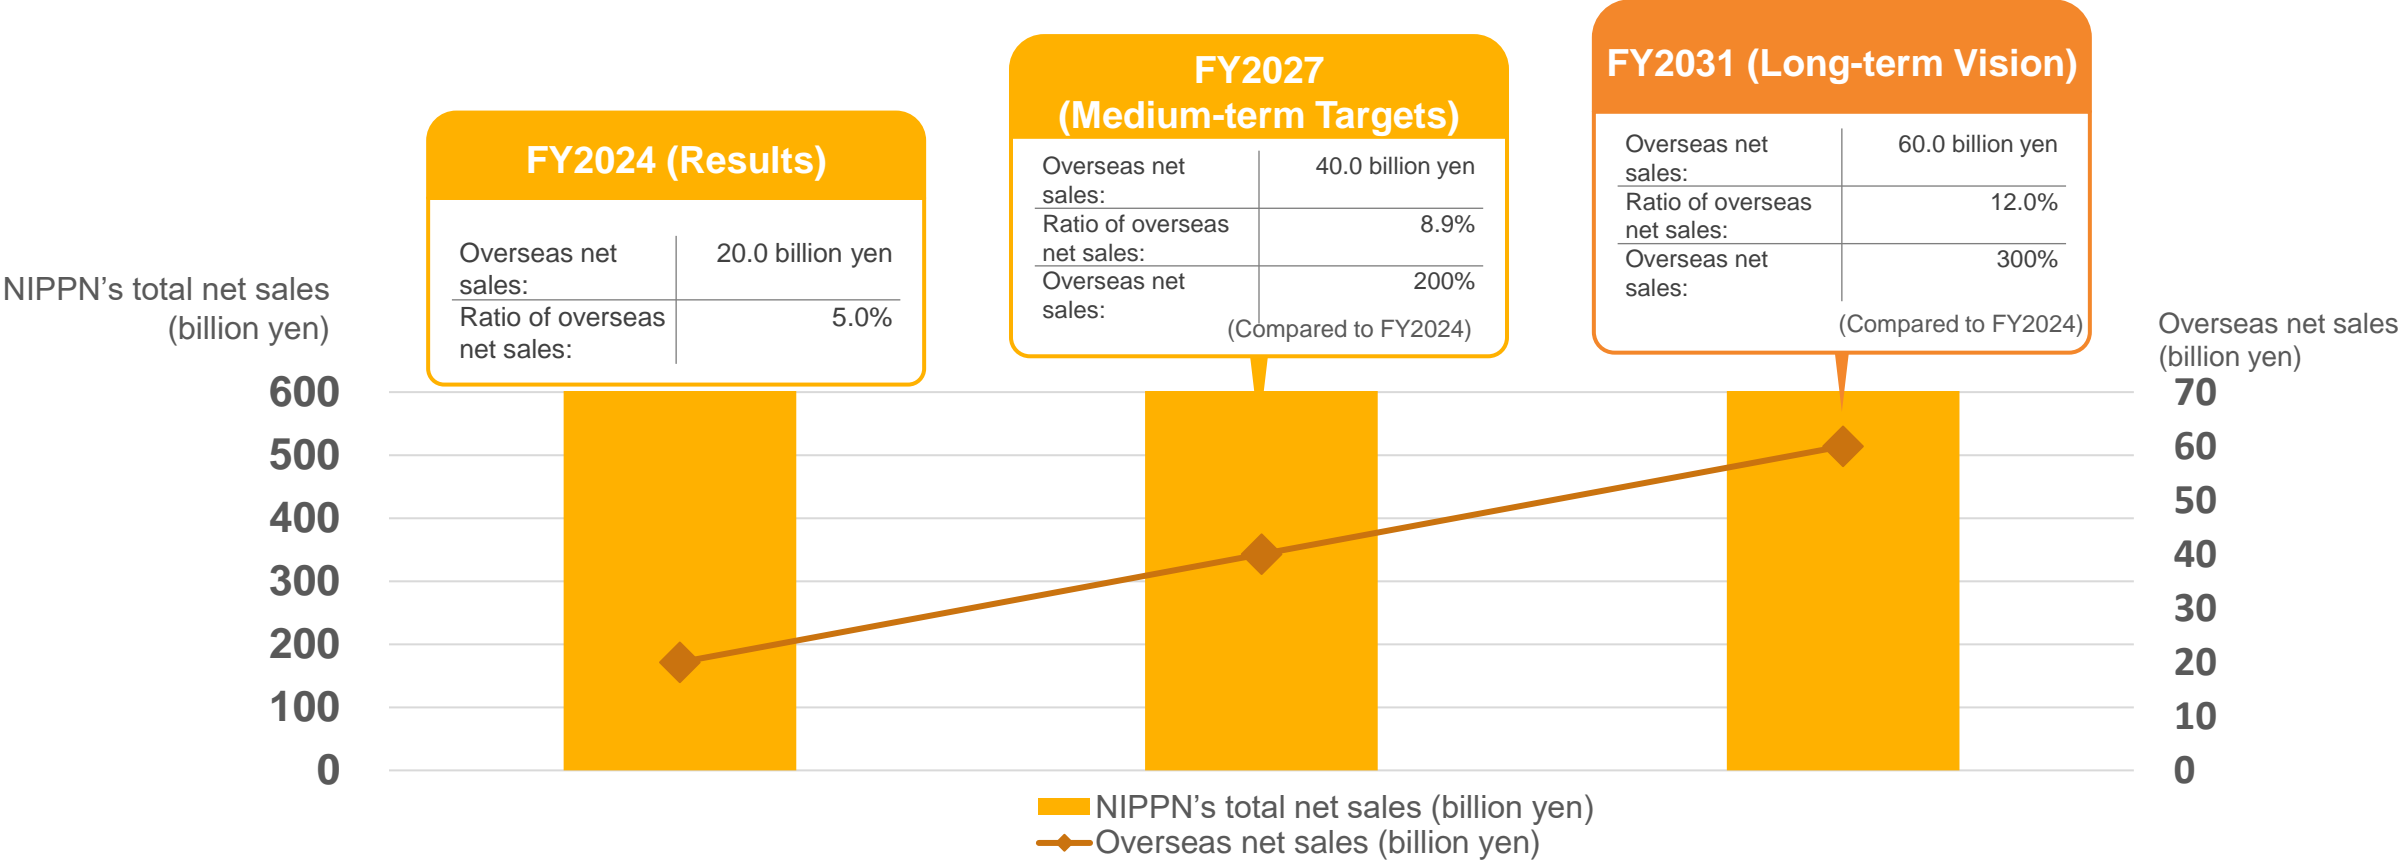 FY2024 (Results)
Overseas net
sales:
20.0 billion yen
Ratio of overseas
net sales:
5.0%
FY2027
(Medium-term Targets)
Overseas net
sales:
40.0 billion yen
Ratio of overseas
net sales:
8.9%
Overseas net
sales:
200%
(Compared to FY2024)
FY2031 (Long-term Vision)
Overseas net
sales:
60.0 billion yen
Ratio of overseas
net sales:
12.0%
Overseas net
sales:
300%
(Compared to FY2024)
NIPPN’s total net sales
(billion yen)
600
500
400
300
200
100
0
Overseas net sales
(billion yen)
70
60
50
40
30
20
10
0
NIPPN’s total net sales (billion yen)
Overseas net sales (billion yen)